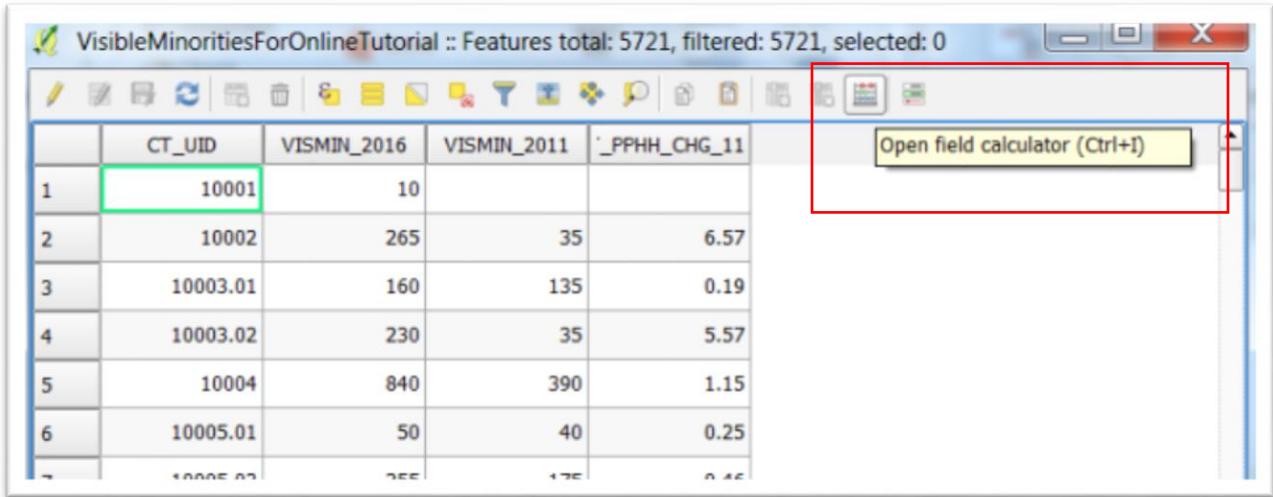 VisibleMinoritiesForOnlineTutorial :: Features total: 5721, filtered: 5721, selected: 0
Open field calculator (Ctrl+I)
CT_UID VISMIN_2016 VISMIN_2011 '_PPHH_CHG_11
1 10001 10
2 10002 265 35 6.57
3 10003.01 160 135 0.19
4 10003.02 230 35 5.57
5 10004 840 390 1.15
6 10005.01 50 40 0.25